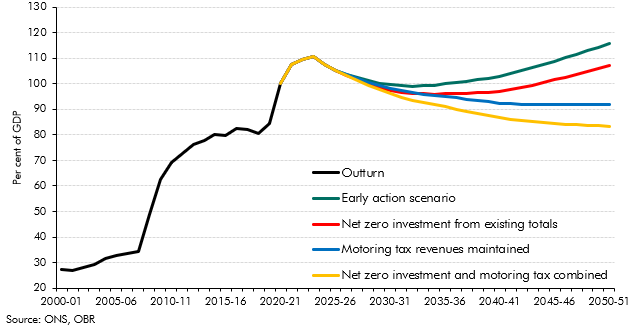 130
120
110
100
90
80
70
60
50
40
30
20
Per cent of GDP
Outturn
Early action scenario
Net zero investment from existing totals
Motoring tax revenues maintained
Net zero investment and motoring tax combined
2000-01 2005-06 2010-11 2015-16 2020-21 2025-26 2030-31 2035-36 2040-41 2045-46 2050-51
Source: ONS, OBR